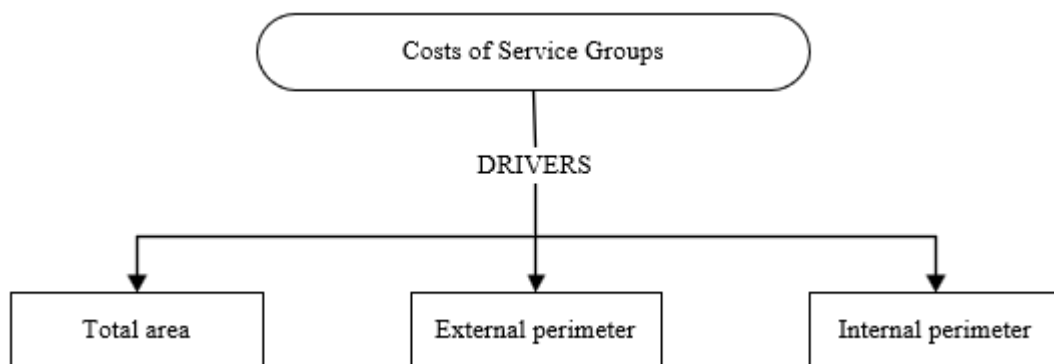 Costs of Service Groups
DRIVERS
Total area
External perimeter
Internal perimeter